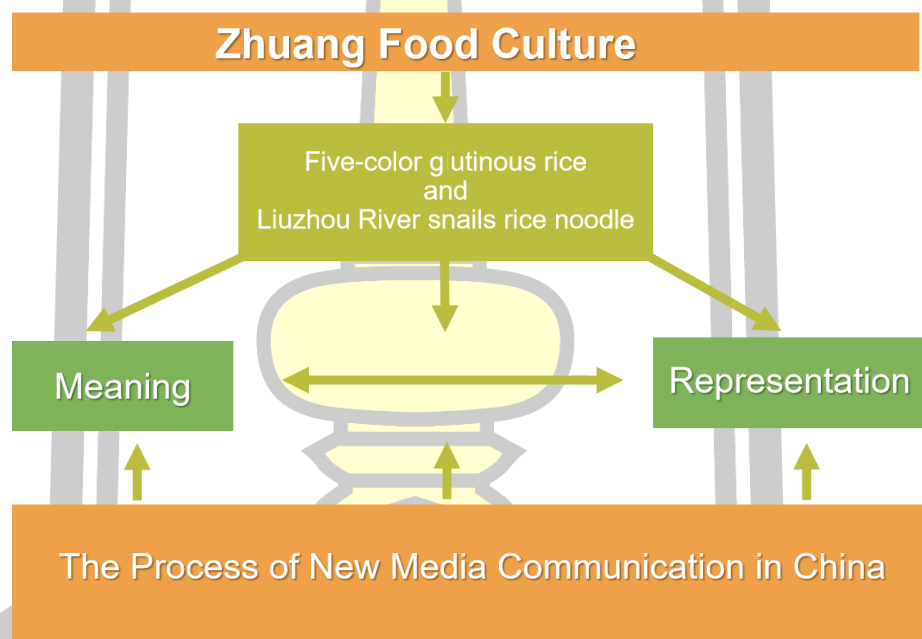 Zhuang Food Culture
Five-color glutinous rice
and
Liuzhou River snails rice noodle
Meaning
Representation
The Process of New Media Communication in China